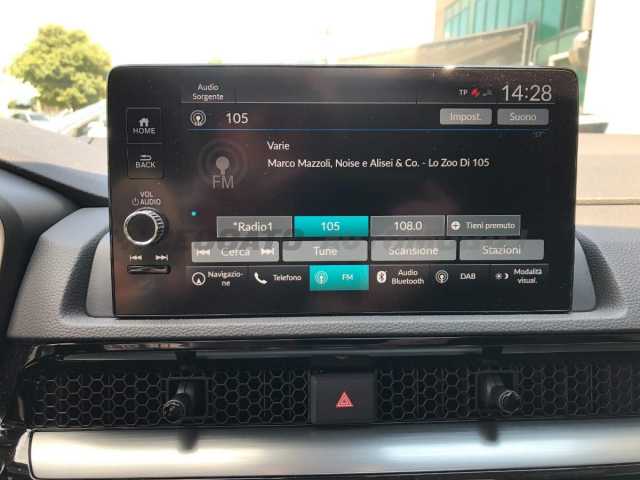 Audio
Sorgente
TP 14:28
HOME
105
Impost.
Suono
BACK
Varie
Marco Mazzoli, Noise e Alisei & Co. - Lo Zoo Di 105
FM
VOL
AUDIO
*Radio1
105
108.0
Tieni premuto
Cerca
Tune
Scansione
Stazioni
Navigazio-
ne
Telefono
FM
Audio
Bluetooth
DAB
Modalità
visual.